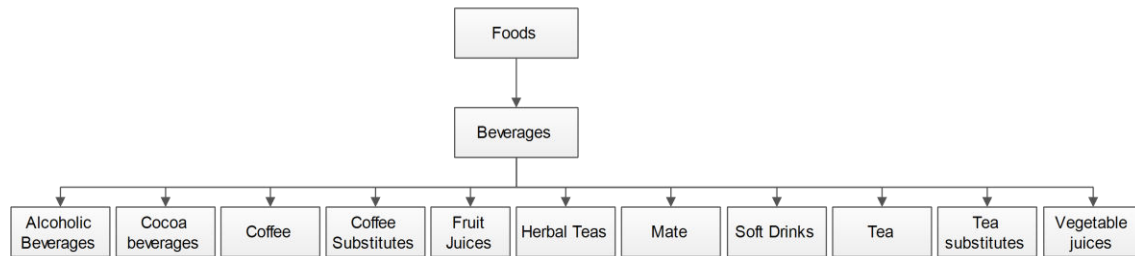 Foods
Beverages
Alcoholic
Beverages
Cocoa
beverages
Coffee
Coffee
Substitutes
Fruit
Juices
Herbal Teas
Mate
Soft Drinks
Tea
Tea
substitutes
Vegetable
juices